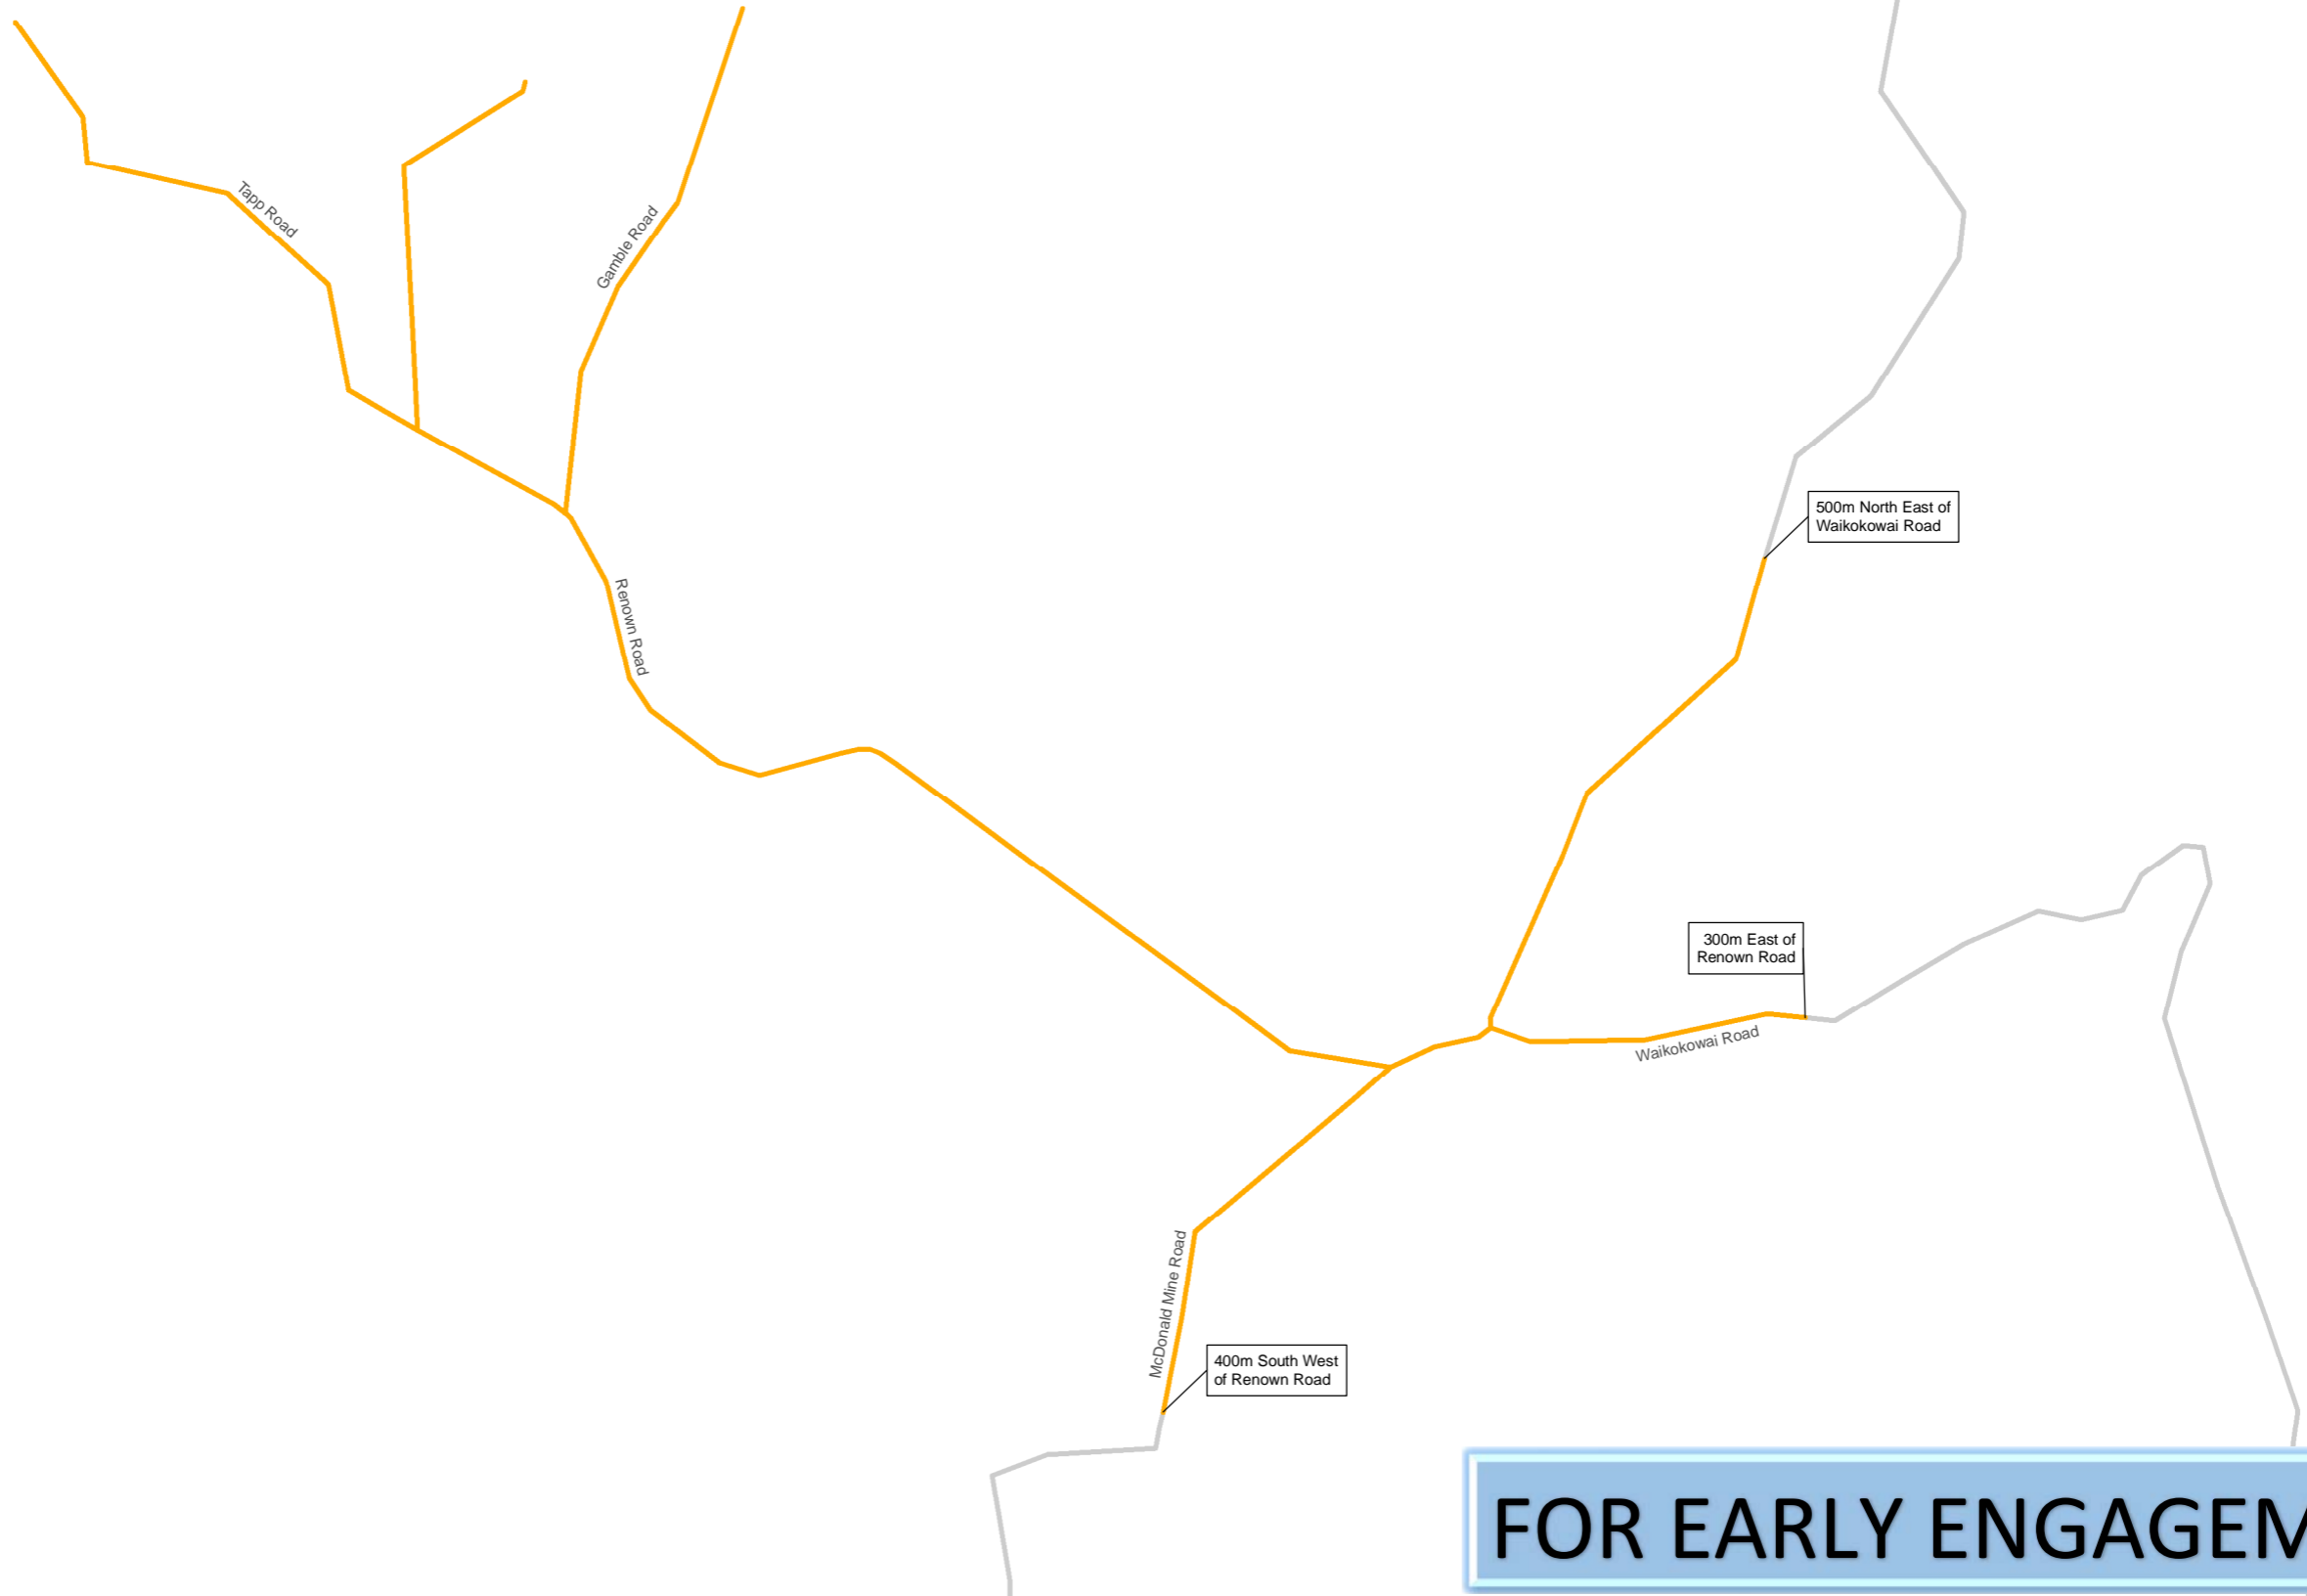 Tapp Road
Gamble Road
500m North East of
Waikokowai Road
Renown Road
300m East of
Renown Road
Waikokowai Road
McDonald Mine Road
400m South West
of Renown Road
FOR EARLY ENGAGEM